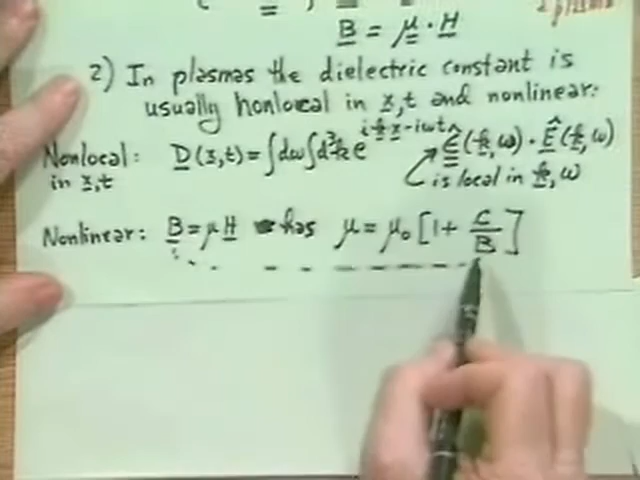 B = μ · H
2) In plasmas the dielectric constant is
usually nonlocal in x,t and nonlinear:
Nonlocal: D(x,t) = ∫dω∫d³k e^{ik·x-iωt} ε̂(k,ω) · Ê(k,ω)
in x,t is local in k,ω
Nonlinear: B = μH has μ = μ₀[1 + C/B]